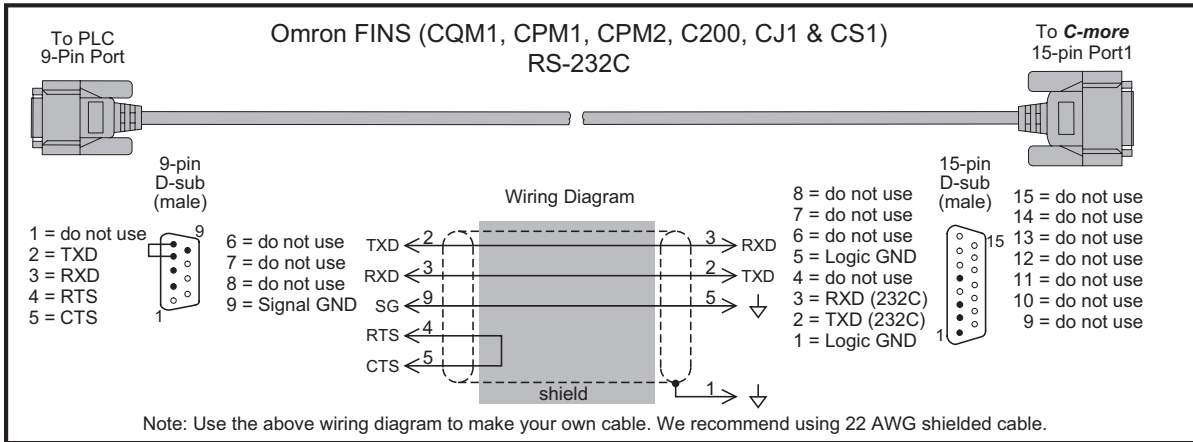 Omron FINS (CQM1, CPM1, CPM2, C200, CJ1 & CS1)
RS-232C
To PLC
9-Pin Port
To C-more
15-pin Port1
9-pin
D-sub
(male)
1 = do not use
2 = TXD
3 = RXD
4 = RTS
5 = CTS
9
1
6 = do not use
7 = do not use
8 = do not use
9 = Signal GND
Wiring Diagram
TXD 2 3 RXD
RXD 3 2 TXD
SG 9 5
RTS 4
CTS 5
shield
1
8 = do not use
7 = do not use
6 = do not use
5 = Logic GND
4 = do not use
3 = RXD (232C)
2 = TXD (232C)
1 = Logic GND
15-pin
D-sub
(male)
15
1
15 = do not use
14 = do not use
13 = do not use
12 = do not use
11 = do not use
10 = do not use
9 = do not use
Note: Use the above wiring diagram to make your own cable. We recommend using 22 AWG shielded cable.